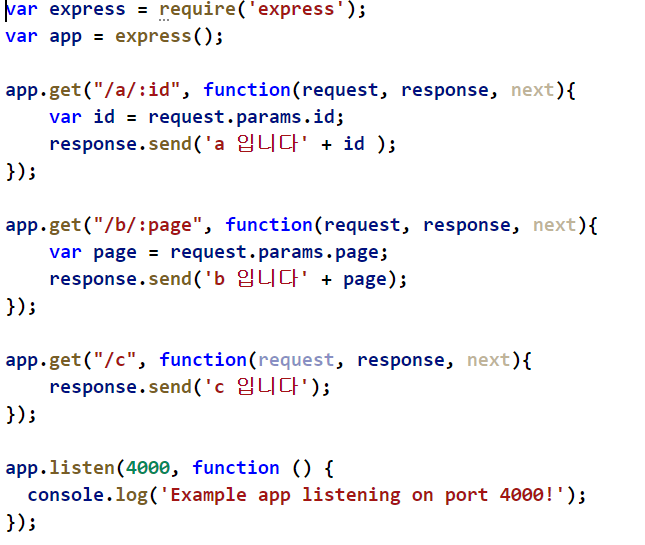 var express = require('express');
var app = express();
app.get("/a/:id", function(request, response, next){
    var id = request.params.id;
    response.send('a 입니다' + id );
});
app.get("/b/:page", function(request, response, next){
    var page = request.params.page;
    response.send('b 입니다' + page);
});
app.get("/c", function(request, response, next){
    response.send('c 입니다');
});
app.listen(4000, function () {
  console.log('Example app listening on port 4000!');
});